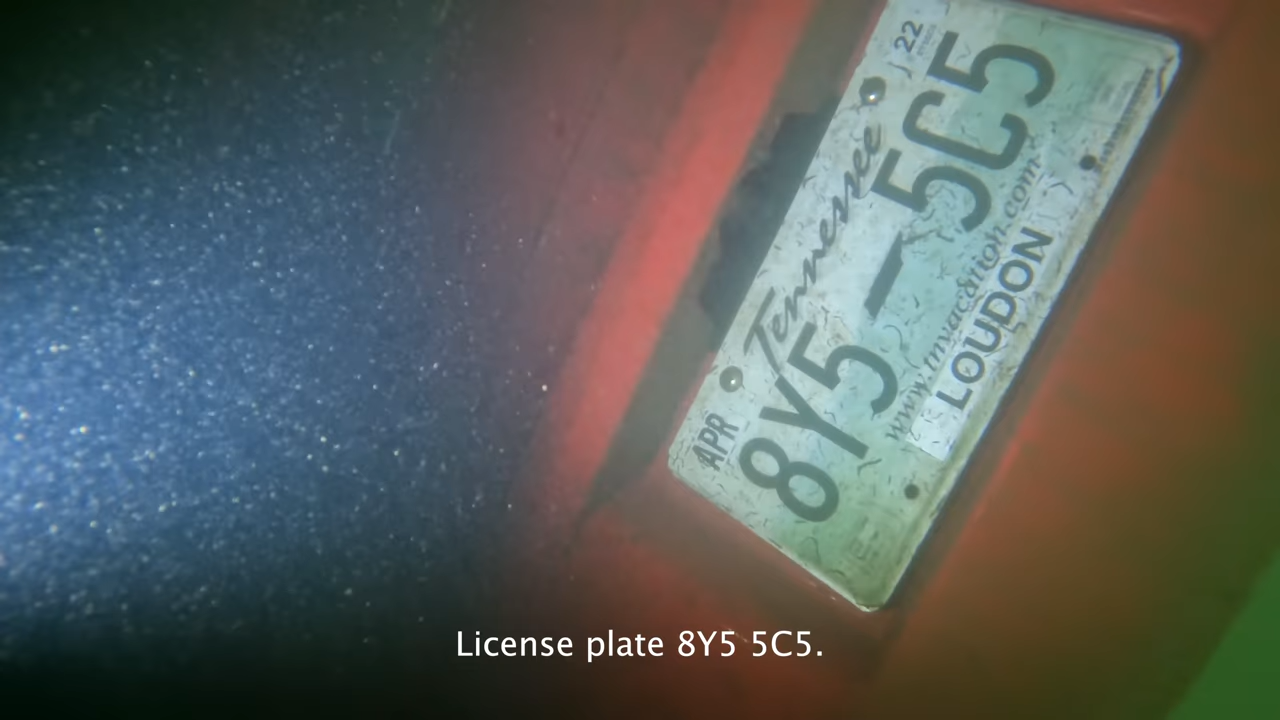 APR 22
Tennessee
8Y5-5C5
www.tnvacation.com
LOUDON
License plate 8Y5 5C5.